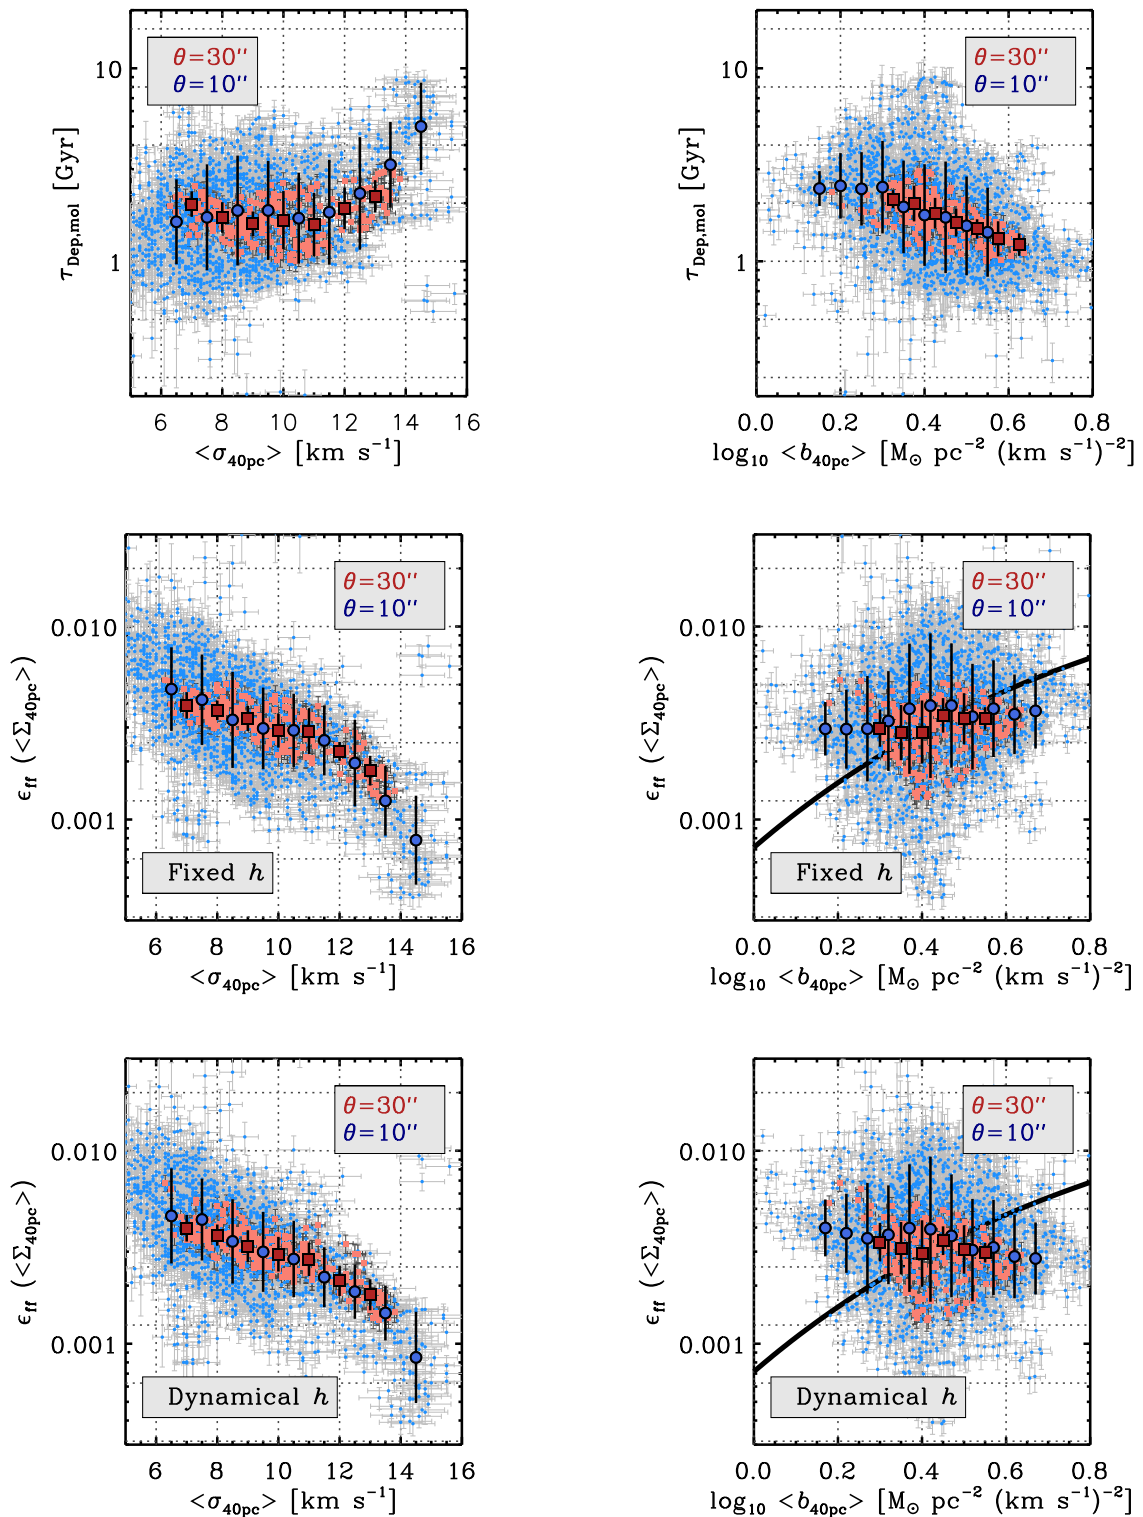 θ=30″
θ=10″
10
1
τDep,mol [Gyr]
6 8 10 12 14 16
<σ40pc> [km s⁻¹]
θ=30″
θ=10″
10
1
τDep,mol [Gyr]
0.0 0.2 0.4 0.6 0.8
log₁₀ <b40pc> [M⊙ pc⁻² (km s⁻¹)⁻²]
θ=30″
θ=10″
0.010
0.001
ϵff (<Σ40pc>)
Fixed h
6 8 10 12 14 16
<σ40pc> [km s⁻¹]
θ=30″
θ=10″
0.010
0.001
ϵff (<Σ40pc>)
Fixed h
0.0 0.2 0.4 0.6 0.8
log₁₀ <b40pc> [M⊙ pc⁻² (km s⁻¹)⁻²]
θ=30″
θ=10″
0.010
0.001
ϵff (<Σ40pc>)
Dynamical h
6 8 10 12 14 16
<σ40pc> [km s⁻¹]
θ=30″
θ=10″
0.010
0.001
ϵff (<Σ40pc>)
Dynamical h
0.0 0.2 0.4 0.6 0.8
log₁₀ <b40pc> [M⊙ pc⁻² (km s⁻¹)⁻²]